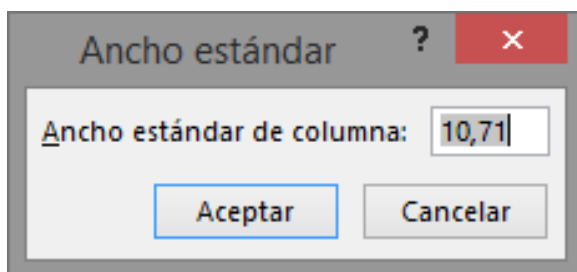 Ancho estándar ? ×
Ancho estándar de columna: 10,71
Aceptar Cancelar